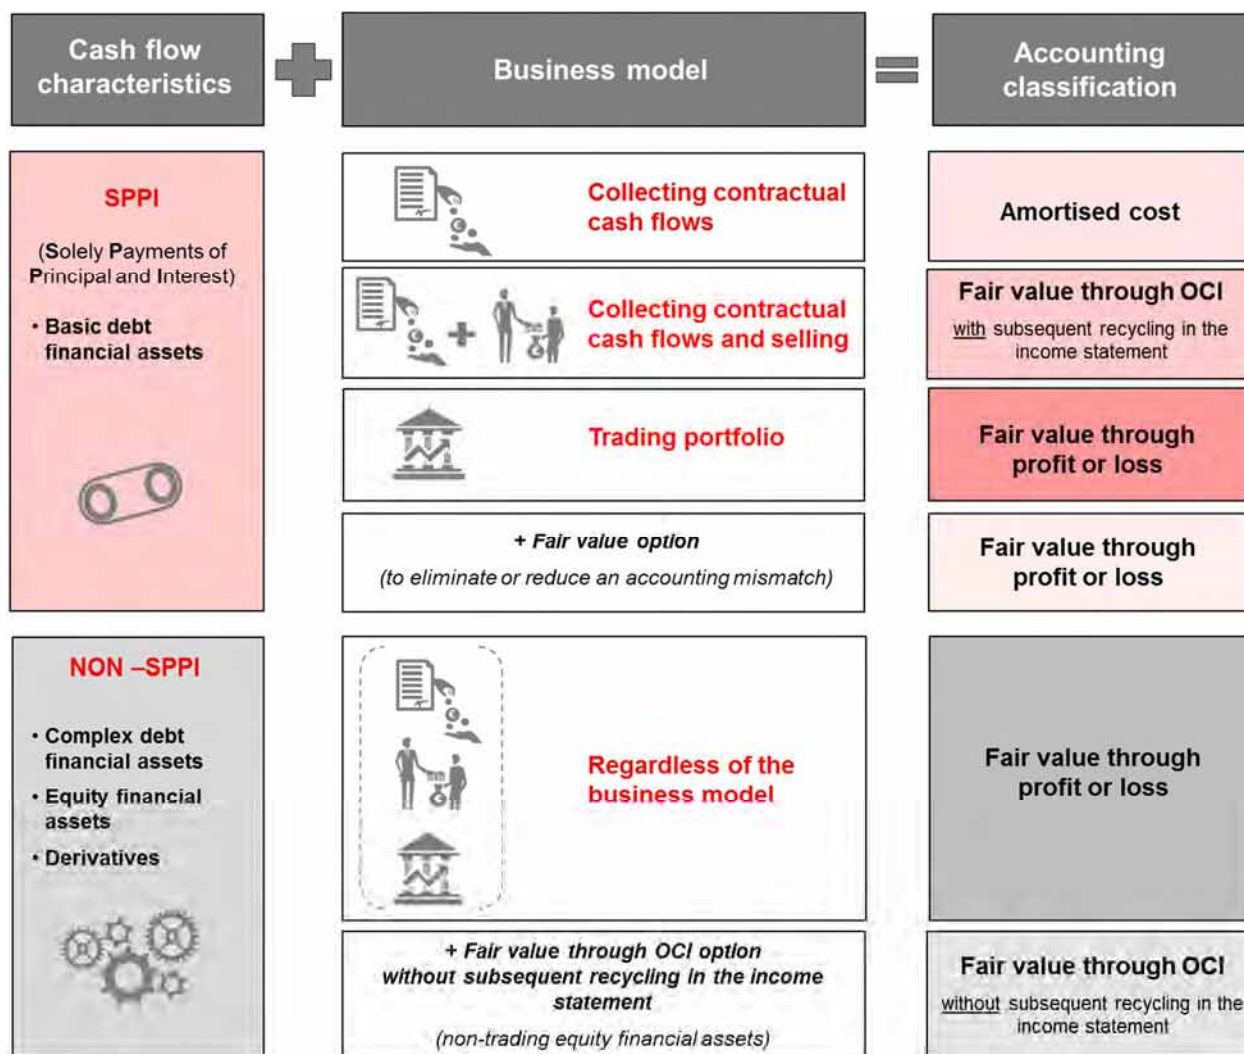 Cash flow
characteristics
Business model
Accounting
classification
SPPI
(Solely Payments of
Principal and Interest)
• Basic debt
financial assets
Collecting contractual
cash flows
Amortised cost
Collecting contractual
cash flows and selling
Fair value through OCI
with subsequent recycling in the
income statement
Trading portfolio
Fair value through
profit or loss
+ Fair value option
(to eliminate or reduce an accounting mismatch)
Fair value through
profit or loss
NON –SPPI
• Complex debt
financial assets
• Equity financial
assets
• Derivatives
Regardless of the
business model
Fair value through
profit or loss
+ Fair value through OCI option
without subsequent recycling in the income
statement
(non-trading equity financial assets)
Fair value through OCI
without subsequent recycling in the
income statement